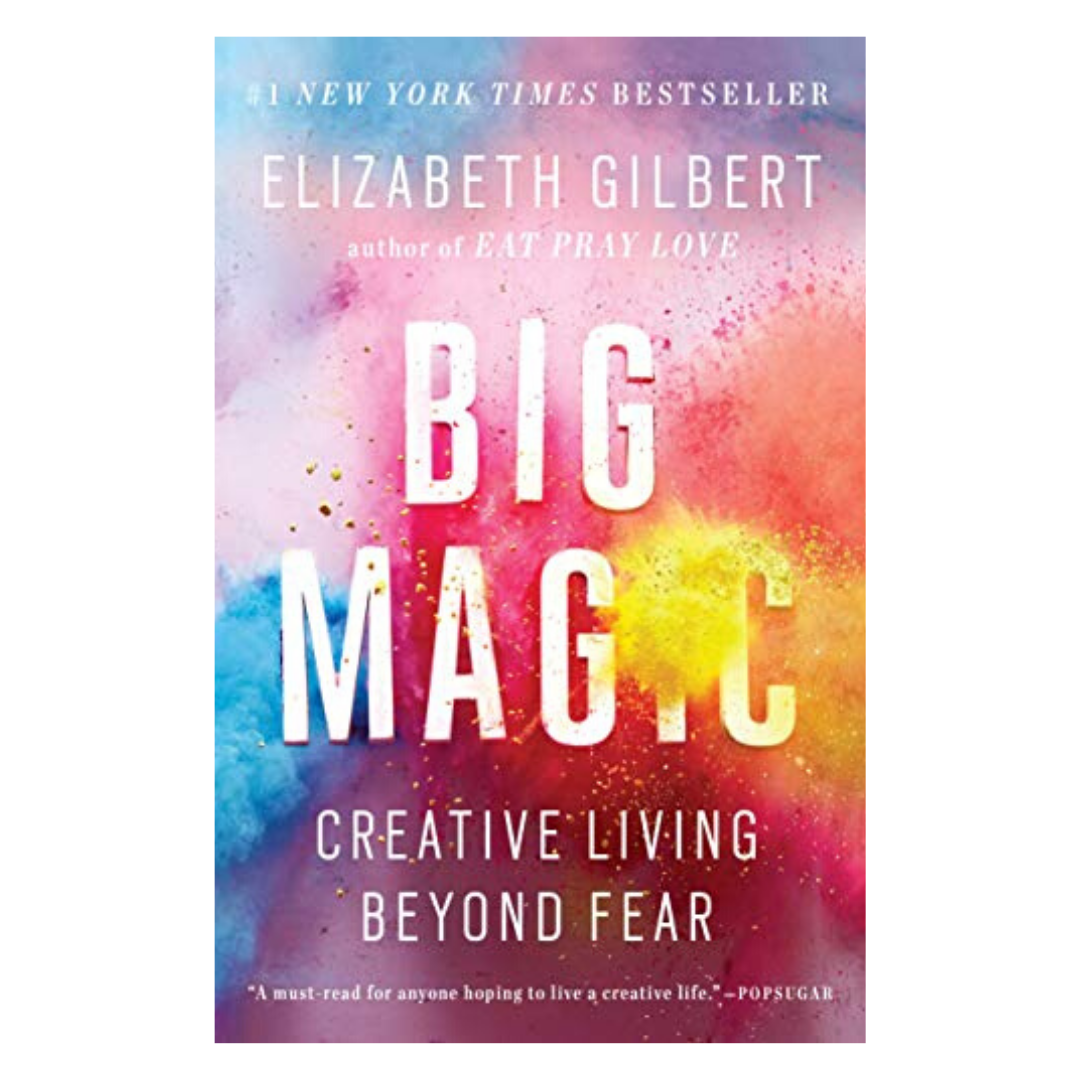 #1 NEW YORK TIMES BESTSELLER
ELIZABETH GILBERT
author of EAT PRAY LOVE
BIG
MAGIC
CREATIVE LIVING
BEYOND FEAR
“A must-read for anyone hoping to live a creative life.”—POPSUGAR